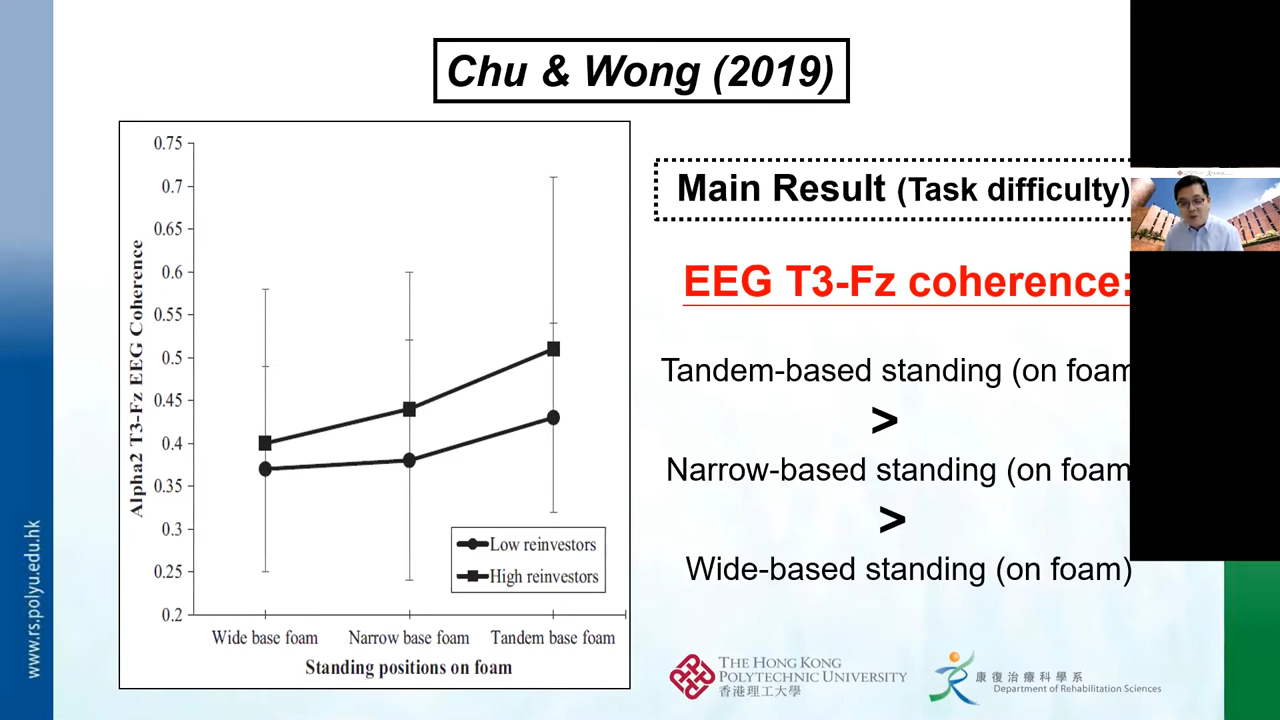 Chu & Wong (2019)
0.75
0.7
0.65
0.6
0.55
0.5
0.45
0.4
0.35
0.3
0.25
0.2
Alpha2 T3-Fz EEG Coherence
Low reinvestors
High reinvestors
Wide base foam
Narrow base foam
Tandem base foam
Standing positions on foam
Main Result (Task difficulty)
EEG T3-Fz coherence:
Tandem-based standing (on foam
>
Narrow-based standing (on foam
>
Wide-based standing (on foam)
www.rs.polyu.edu.hk
THE HONG KONG
POLYTECHNIC UNIVERSITY
香港理工大學
康復治療科學系
Department of Rehabilitation Sciences